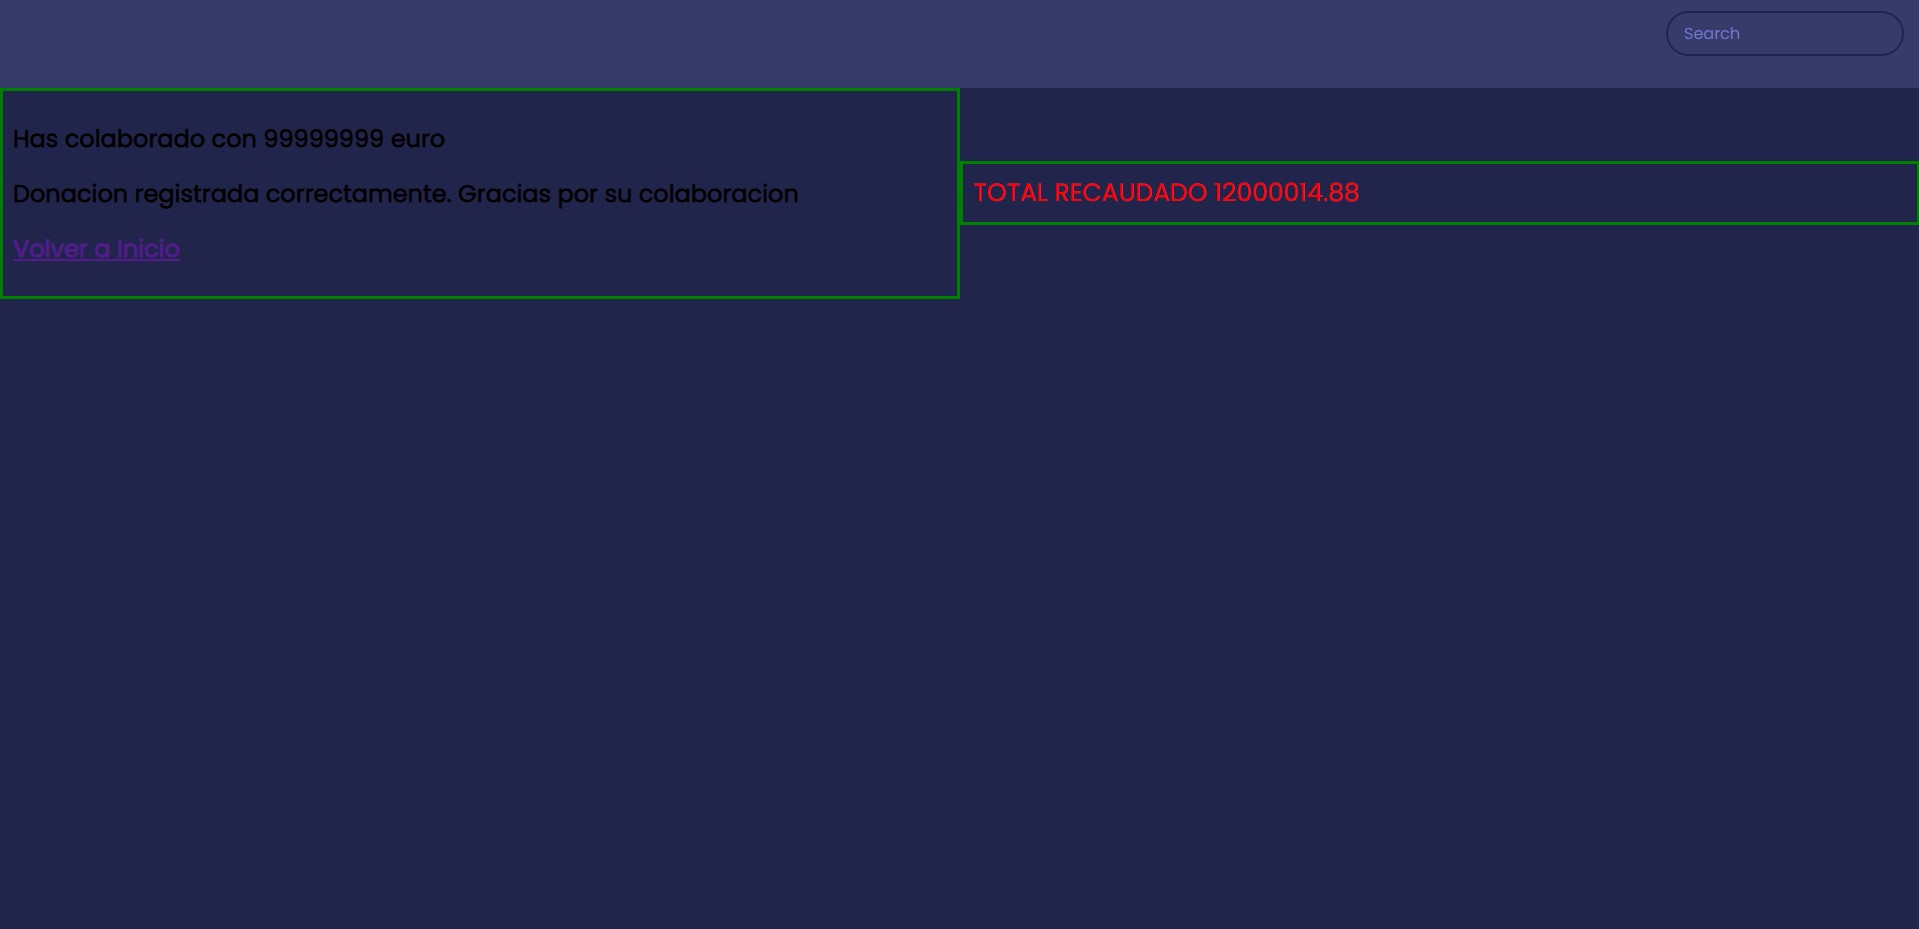 Search
Has colaborado con 99999999 euro
Donacion registrada correctamente. Gracias por su colaboracion
Volver a Inicio
TOTAL RECAUDADO 12000014.88